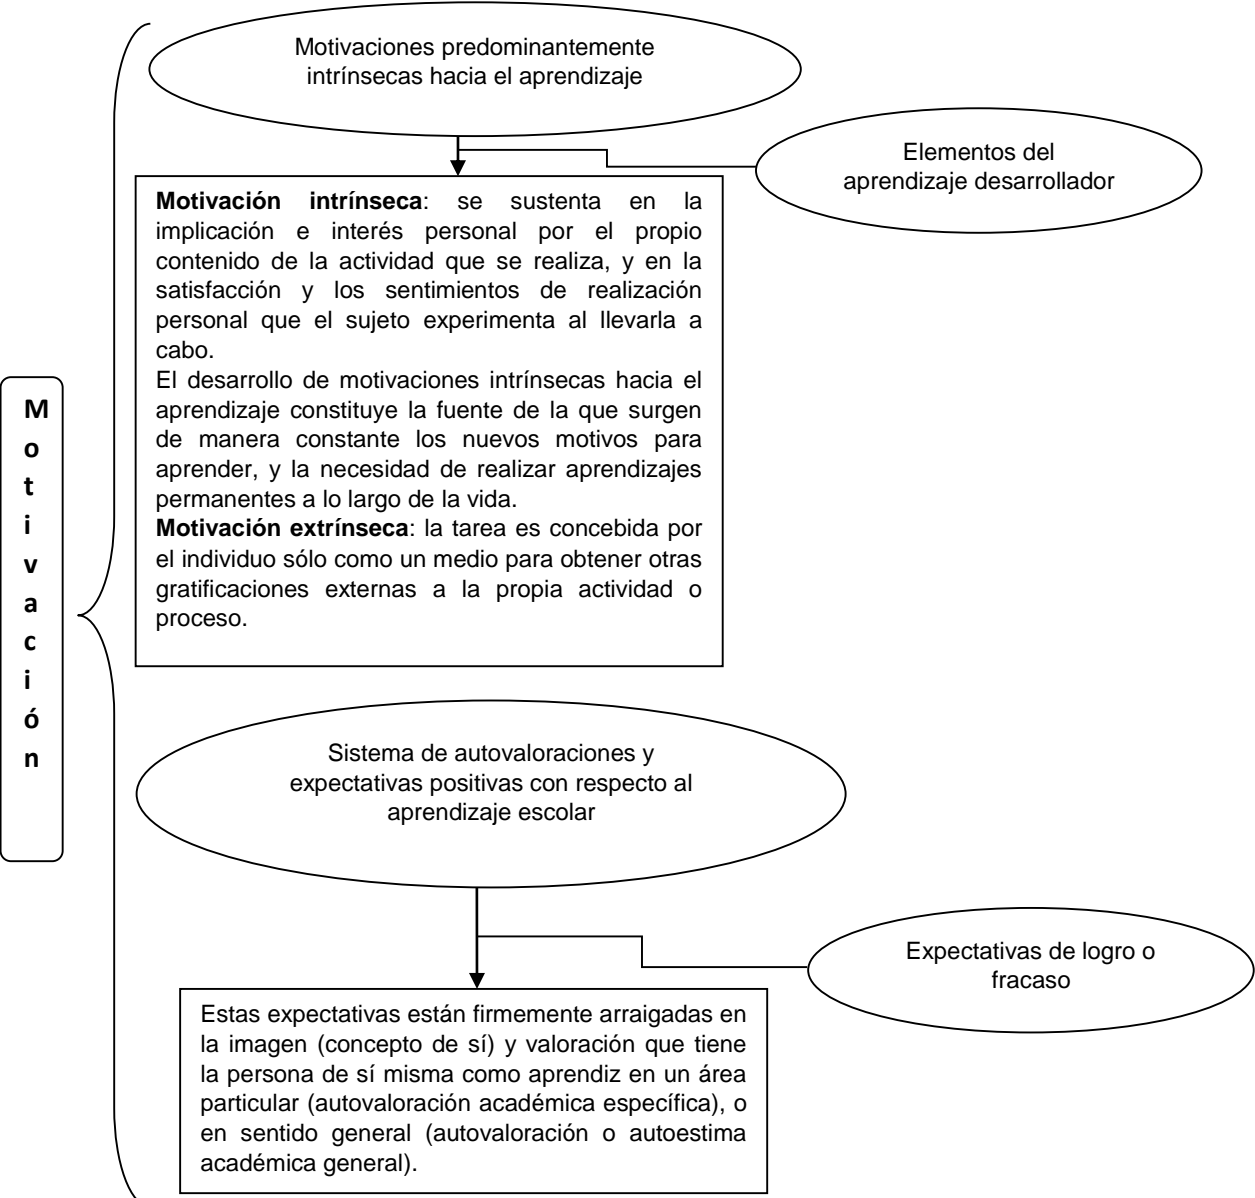 Motivación
Motivaciones predominantemente
intrínsecas hacia el aprendizaje
Elementos del
aprendizaje desarrollador
Motivación intrínseca: se sustenta en la
implicación e interés personal por el propio
contenido de la actividad que se realiza, y en la
satisfacción y los sentimientos de realización
personal que el sujeto experimenta al llevarla a
cabo.
El desarrollo de motivaciones intrínsecas hacia el
aprendizaje constituye la fuente de la que surgen
de manera constante los nuevos motivos para
aprender, y la necesidad de realizar aprendizajes
permanentes a lo largo de la vida.
Motivación extrínseca: la tarea es concebida por
el individuo sólo como un medio para obtener otras
gratificaciones externas a la propia actividad o
proceso.
Sistema de autovaloraciones y
expectativas positivas con respecto al
aprendizaje escolar
Expectativas de logro o
fracaso
Estas expectativas están firmemente arraigadas en
la imagen (concepto de sí) y valoración que tiene
la persona de sí misma como aprendiz en un área
particular (autovaloración académica específica), o
en sentido general (autovaloración o autoestima
académica general).